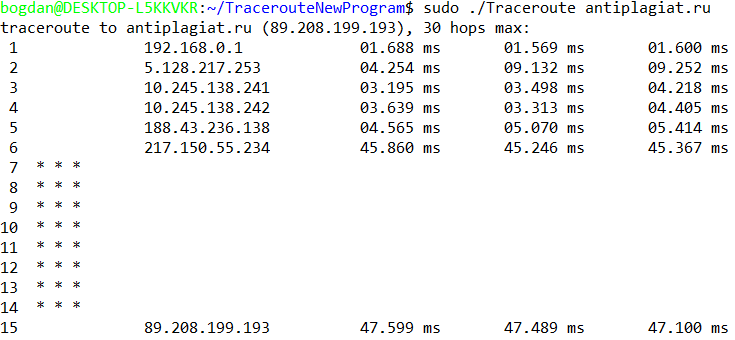 bogdan@DESKTOP-L5KKVKR:~/TracerouteNewProgram$ sudo ./Traceroute antiplagiat.ru
traceroute to antiplagiat.ru (89.208.199.193), 30 hops max:
1 192.168.0.1 01.688 ms 01.569 ms 01.600 ms
2 5.128.217.253 04.254 ms 09.132 ms 09.252 ms
3 10.245.138.241 03.195 ms 03.498 ms 04.218 ms
4 10.245.138.242 03.639 ms 03.313 ms 04.405 ms
5 188.43.236.138 04.565 ms 05.070 ms 05.414 ms
6 217.150.55.234 45.860 ms 45.246 ms 45.367 ms
7 * * *
8 * * *
9 * * *
10 * * *
11 * * *
12 * * *
13 * * *
14 * * *
15 89.208.199.193 47.599 ms 47.489 ms 47.100 ms